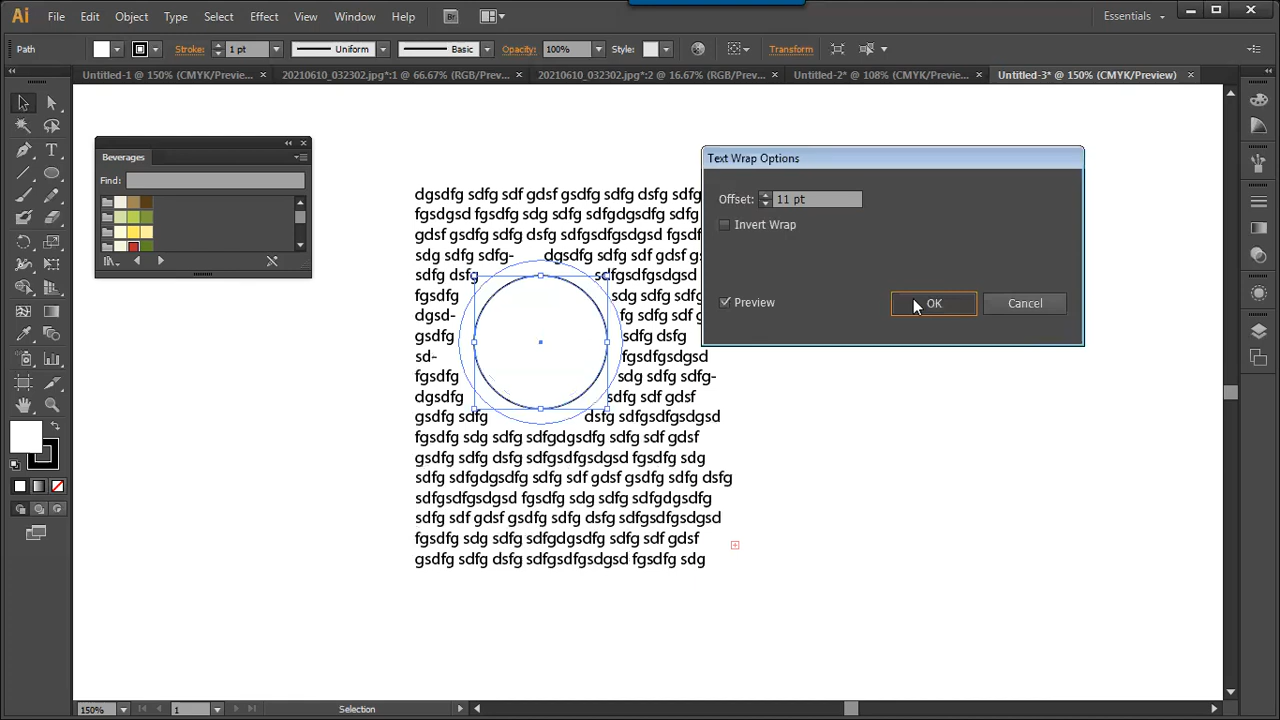 Ai File Edit Object Type Select Effect View Window Help Br Essentials
Path Stroke: 1 pt Uniform Basic Opacity: 100% Style: Transform
Untitled-1 @ 150% (CMYK/Preview... 20210610_032302.jpg*:1 @ 66.67% (RGB/Prev... 20210610_032302.jpg*:2 @ 16.67% (RGB/Prev... Untitled-2* @ 108% (CMYK/Preview... Untitled-3* @ 150% (CMYK/Preview)
Beverages
Find:
Text Wrap Options
Offset: 11 pt
Invert Wrap
Preview OK Cancel
dgsdfg sdfg sdf gdsf gsdfg sdfg dsfg sdfg
fgsdgsd fgsdfg sdg sdfg sdfgdgsdfg sdfg
gdsf gsdfg sdfg dsfg sdfgsdfgsdgsd fgsdf
sdg sdfg sdfg- dgsdfg sdfg sdf gdsf g
sdfg dsfg sdfgsdfgsdgsd
fgsdfg sdg sdfg sdfg
dgsd- fg sdfg sdf g
gsdfg sdfg dsfg
sd- fgsdfgsdgsd
fgsdfg sdg sdfg sdfg-
dgsdfg sdfg sdf gdsf
gsdfg sdfg dsfg sdfgsdfgsdgsd
fgsdfg sdg sdfg sdfgdgsdfg sdfg sdf gdsf
gsdfg sdfg dsfg sdfgsdfgsdgsd fgsdfg sdg
sdfg sdfgdgsdfg sdfg sdf gdsf gsdfg sdfg dsfg
sdfgsdfgsdgsd fgsdfg sdg sdfg sdfgdgsdfg
sdfg sdf gdsf gsdfg sdfg dsfg sdfgsdfgsdgsd
fgsdfg sdg sdfg sdfgdgsdfg sdfg sdf gdsf
gsdfg sdfg dsfg sdfgsdfgsdgsd fgsdfg sdg
150% 1 Selection